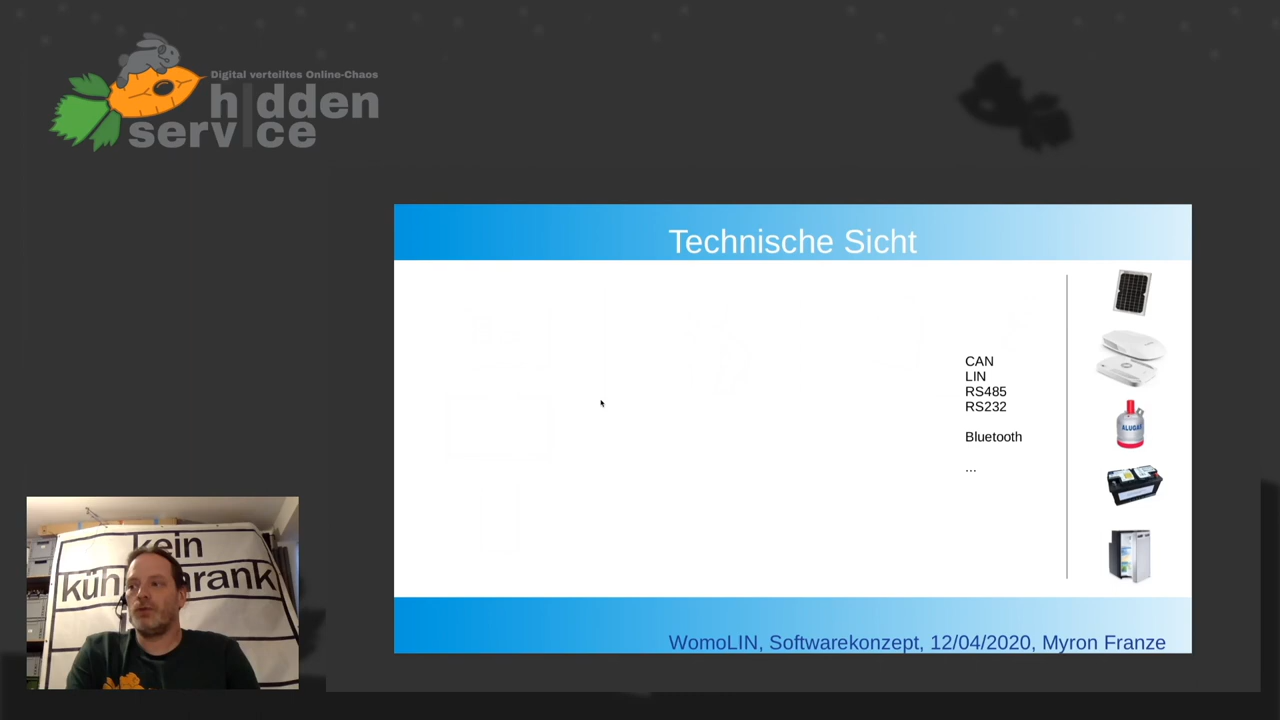 Digital verteiltes Online-Chaos
hidden
service
Technische Sicht
CAN
LIN
RS485
RS232
Bluetooth
...
ALUGAS
WomoLIN, Softwarekonzept, 12/04/2020, Myron Franze
kein